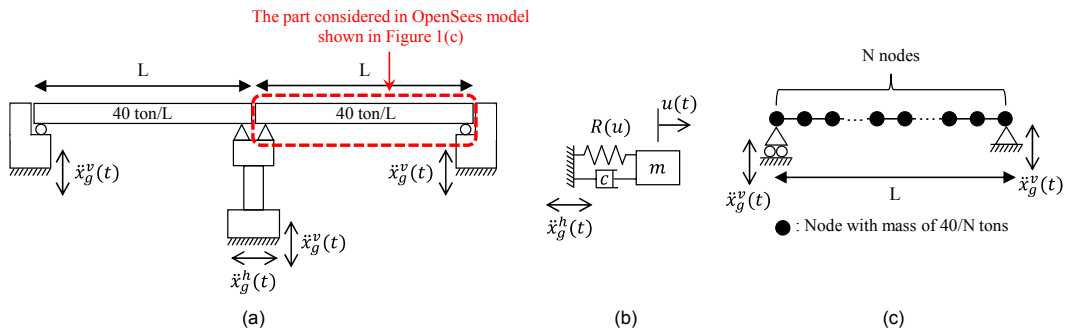 The part considered in OpenSees model
shown in Figure 1(c)
L
L
40 ton/L
40 ton/L
ẍ_g^v(t)
ẍ_g^v(t)
ẍ_g^v(t)
ẍ_g^h(t)
(a)
u(t)
R(u)
c
m
ẍ_g^h(t)
(b)
N nodes
ẍ_g^v(t)
ẍ_g^v(t)
L
: Node with mass of 40/N tons
(c)